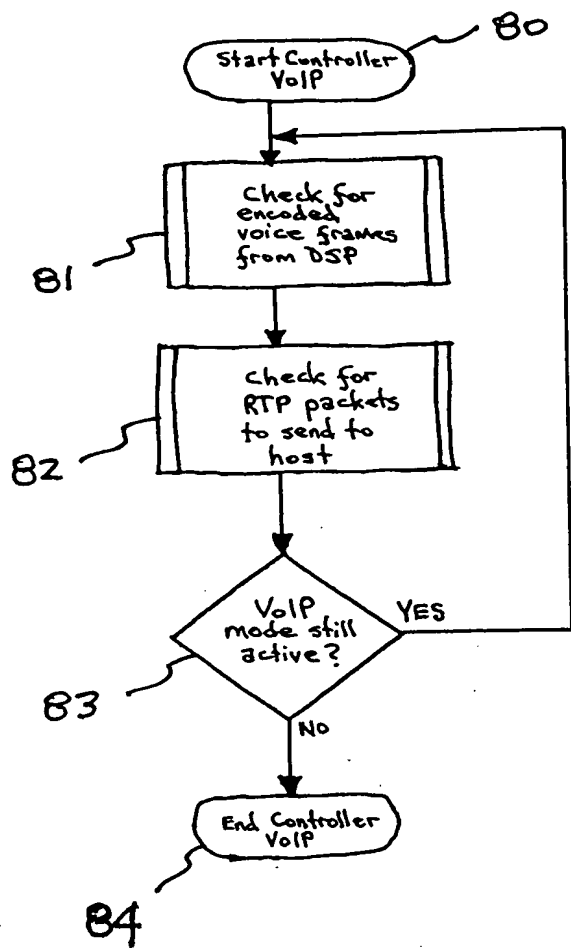 80
Start Controller
VoIP
Check for
encoded
voice frames
from DSP
81
Check for
RTP packets
to send to
host
82
VoIP
mode still
active?
YES
83
NO
End Controller
VoIP
84